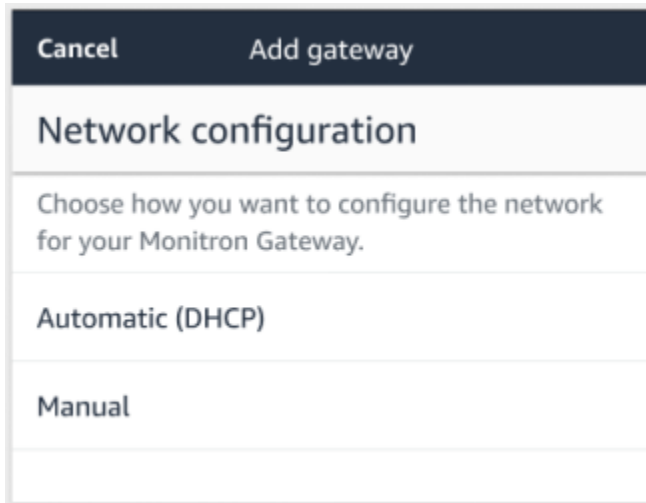 Cancel Add gateway
Network configuration
Choose how you want to configure the network
for your Monitron Gateway.
Automatic (DHCP)
Manual